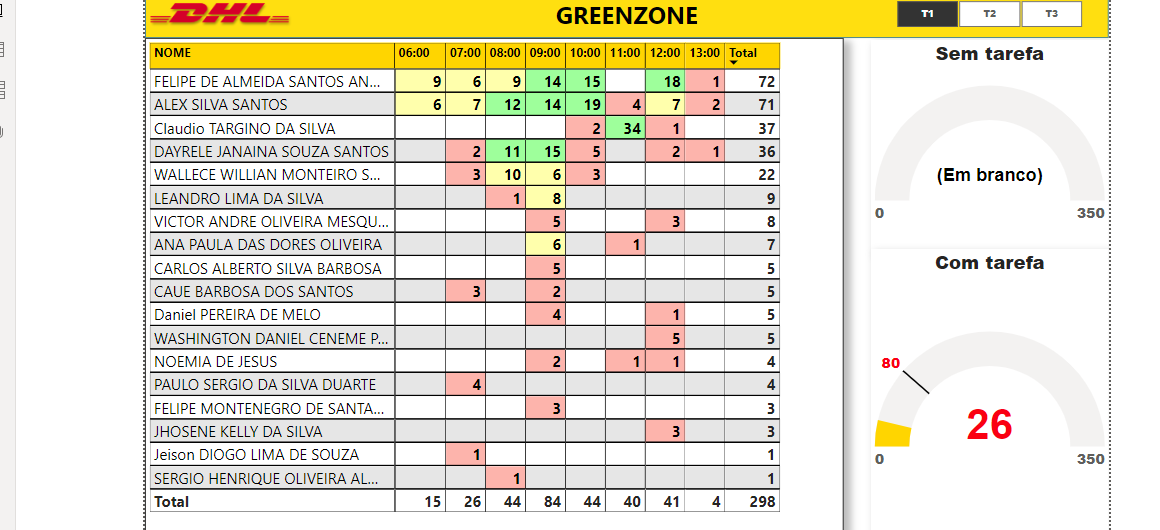 DHL
GREENZONE
T1 T2 T3
NOME 06:00 07:00 08:00 09:00 10:00 11:00 12:00 13:00 Total
FELIPE DE ALMEIDA SANTOS AN... 9 6 9 14 15 18 1 72
ALEX SILVA SANTOS 6 7 12 14 19 4 7 2 71
Claudio TARGINO DA SILVA 2 34 1 37
DAYRELE JANAINA SOUZA SANTOS 2 11 15 5 2 1 36
WALLECE WILLIAN MONTEIRO S... 3 10 6 3 22
LEANDRO LIMA DA SILVA 1 8 9
VICTOR ANDRE OLIVEIRA MESQU... 5 3 8
ANA PAULA DAS DORES OLIVEIRA 6 1 7
CARLOS ALBERTO SILVA BARBOSA 5 5
CAUE BARBOSA DOS SANTOS 3 2 5
Daniel PEREIRA DE MELO 4 1 5
WASHINGTON DANIEL CENEME P... 5 5
NOEMIA DE JESUS 2 1 1 4
PAULO SERGIO DA SILVA DUARTE 4 4
FELIPE MONTENEGRO DE SANTA... 3 3
JHOSENE KELLY DA SILVA 3 3
Jeison DIOGO LIMA DE SOUZA 1 1
SERGIO HENRIQUE OLIVEIRA AL... 1 1
Total 15 26 44 84 44 40 41 4 298
Sem tarefa
(Em branco)
0 350
Com tarefa
80
26
0 350